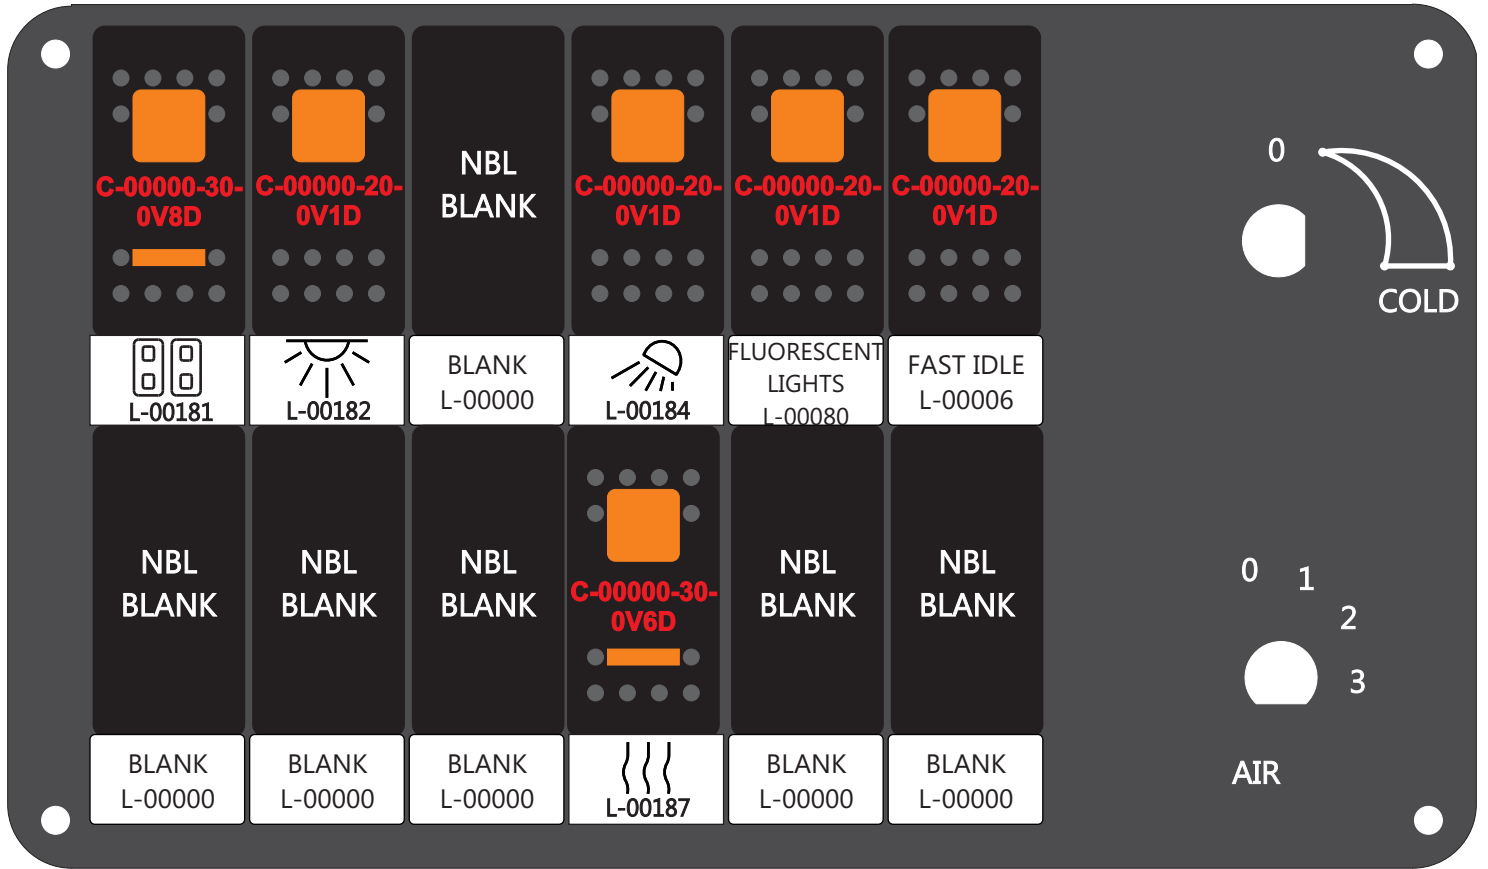 C-00000-30-
0V8D
C-00000-20-
0V1D
NBL
BLANK
C-00000-20-
0V1D
C-00000-20-
0V1D
C-00000-20-
0V1D
L-00181
L-00182
BLANK
L-00000
L-00184
FLUORESCENT
LIGHTS
L-00080
FAST IDLE
L-00006
NBL
BLANK
NBL
BLANK
NBL
BLANK
C-00000-30-
0V6D
NBL
BLANK
NBL
BLANK
BLANK
L-00000
BLANK
L-00000
BLANK
L-00000
L-00187
BLANK
L-00000
BLANK
L-00000
0
COLD
0
1
2
3
AIR